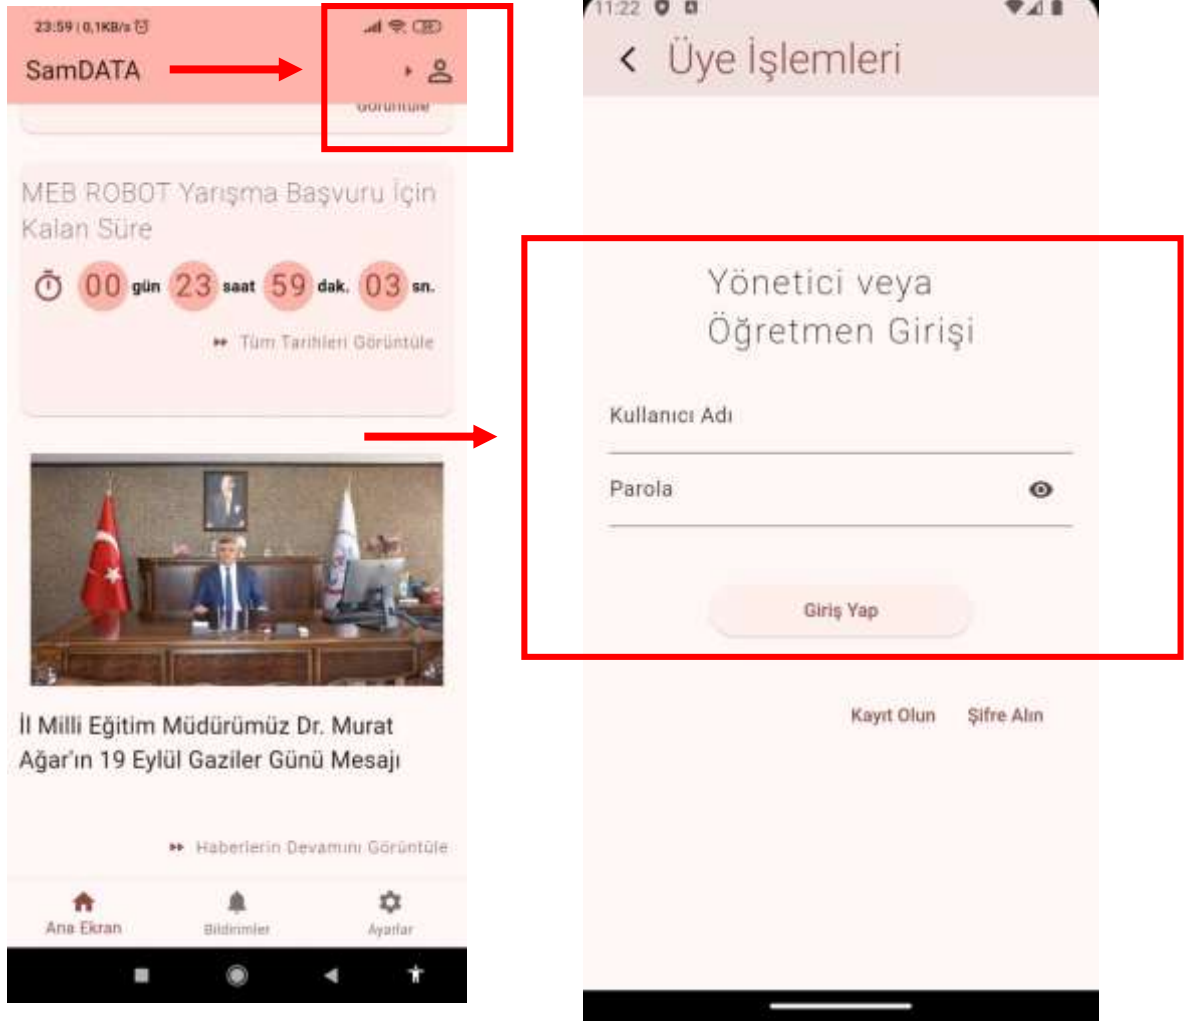 23:59 | 0,1KB/s
SamDATA
Görüntüle
MEB ROBOT Yarışma Başvuru İçin
Kalan Süre
00 gün 23 saat 59 dak. 03 sn.
Tüm Tarihleri Görüntüle
İl Milli Eğitim Müdürümüz Dr. Murat
Ağar'ın 19 Eylül Gaziler Günü Mesajı
Haberlerin Devamını Görüntüle
Ana Ekran Bildirimler Ayarlar
11:22
Üye İşlemleri
Yönetici veya
Öğretmen Girişi
Kullanıcı Adı
Parola
Giriş Yap
Kayıt Olun Şifre Alın